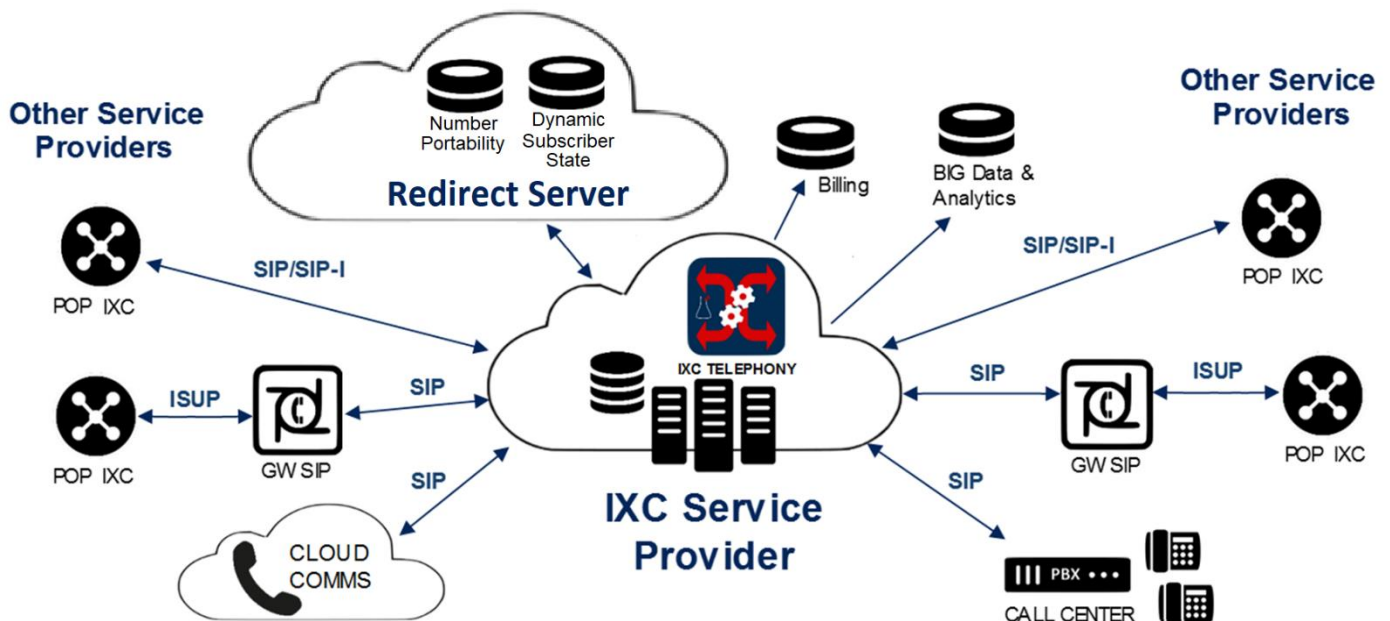 Other Service
Providers
Number
Portability
Dynamic
Subscriber
State
Redirect Server
Billing
BIG Data &
Analytics
Other Service
Providers
SIP/SIP-I
POP IXC
SIP/SIP-I
POP IXC
IXC TELEPHONY
ISUP
SIP
POP IXC
GW SIP
SIP
ISUP
GW SIP
POP IXC
SIP
CLOUD
COMMS
IXC Service
Provider
SIP
PBX
CALL CENTER